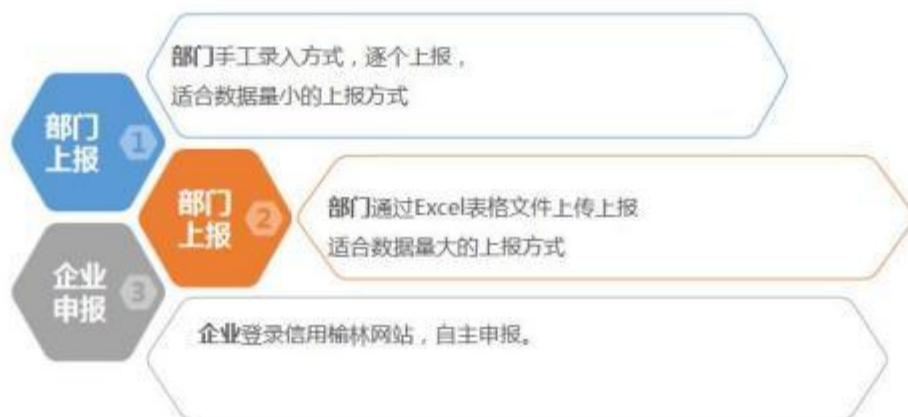 部门
上报
1
部门手工录入方式，逐个上报，
适合数据量小的上报方式
部门
上报
2
部门通过Excel表格文件上传上报
适合数据量大的上报方式
企业
申报
3
企业登录信用榆林网站，自主申报。